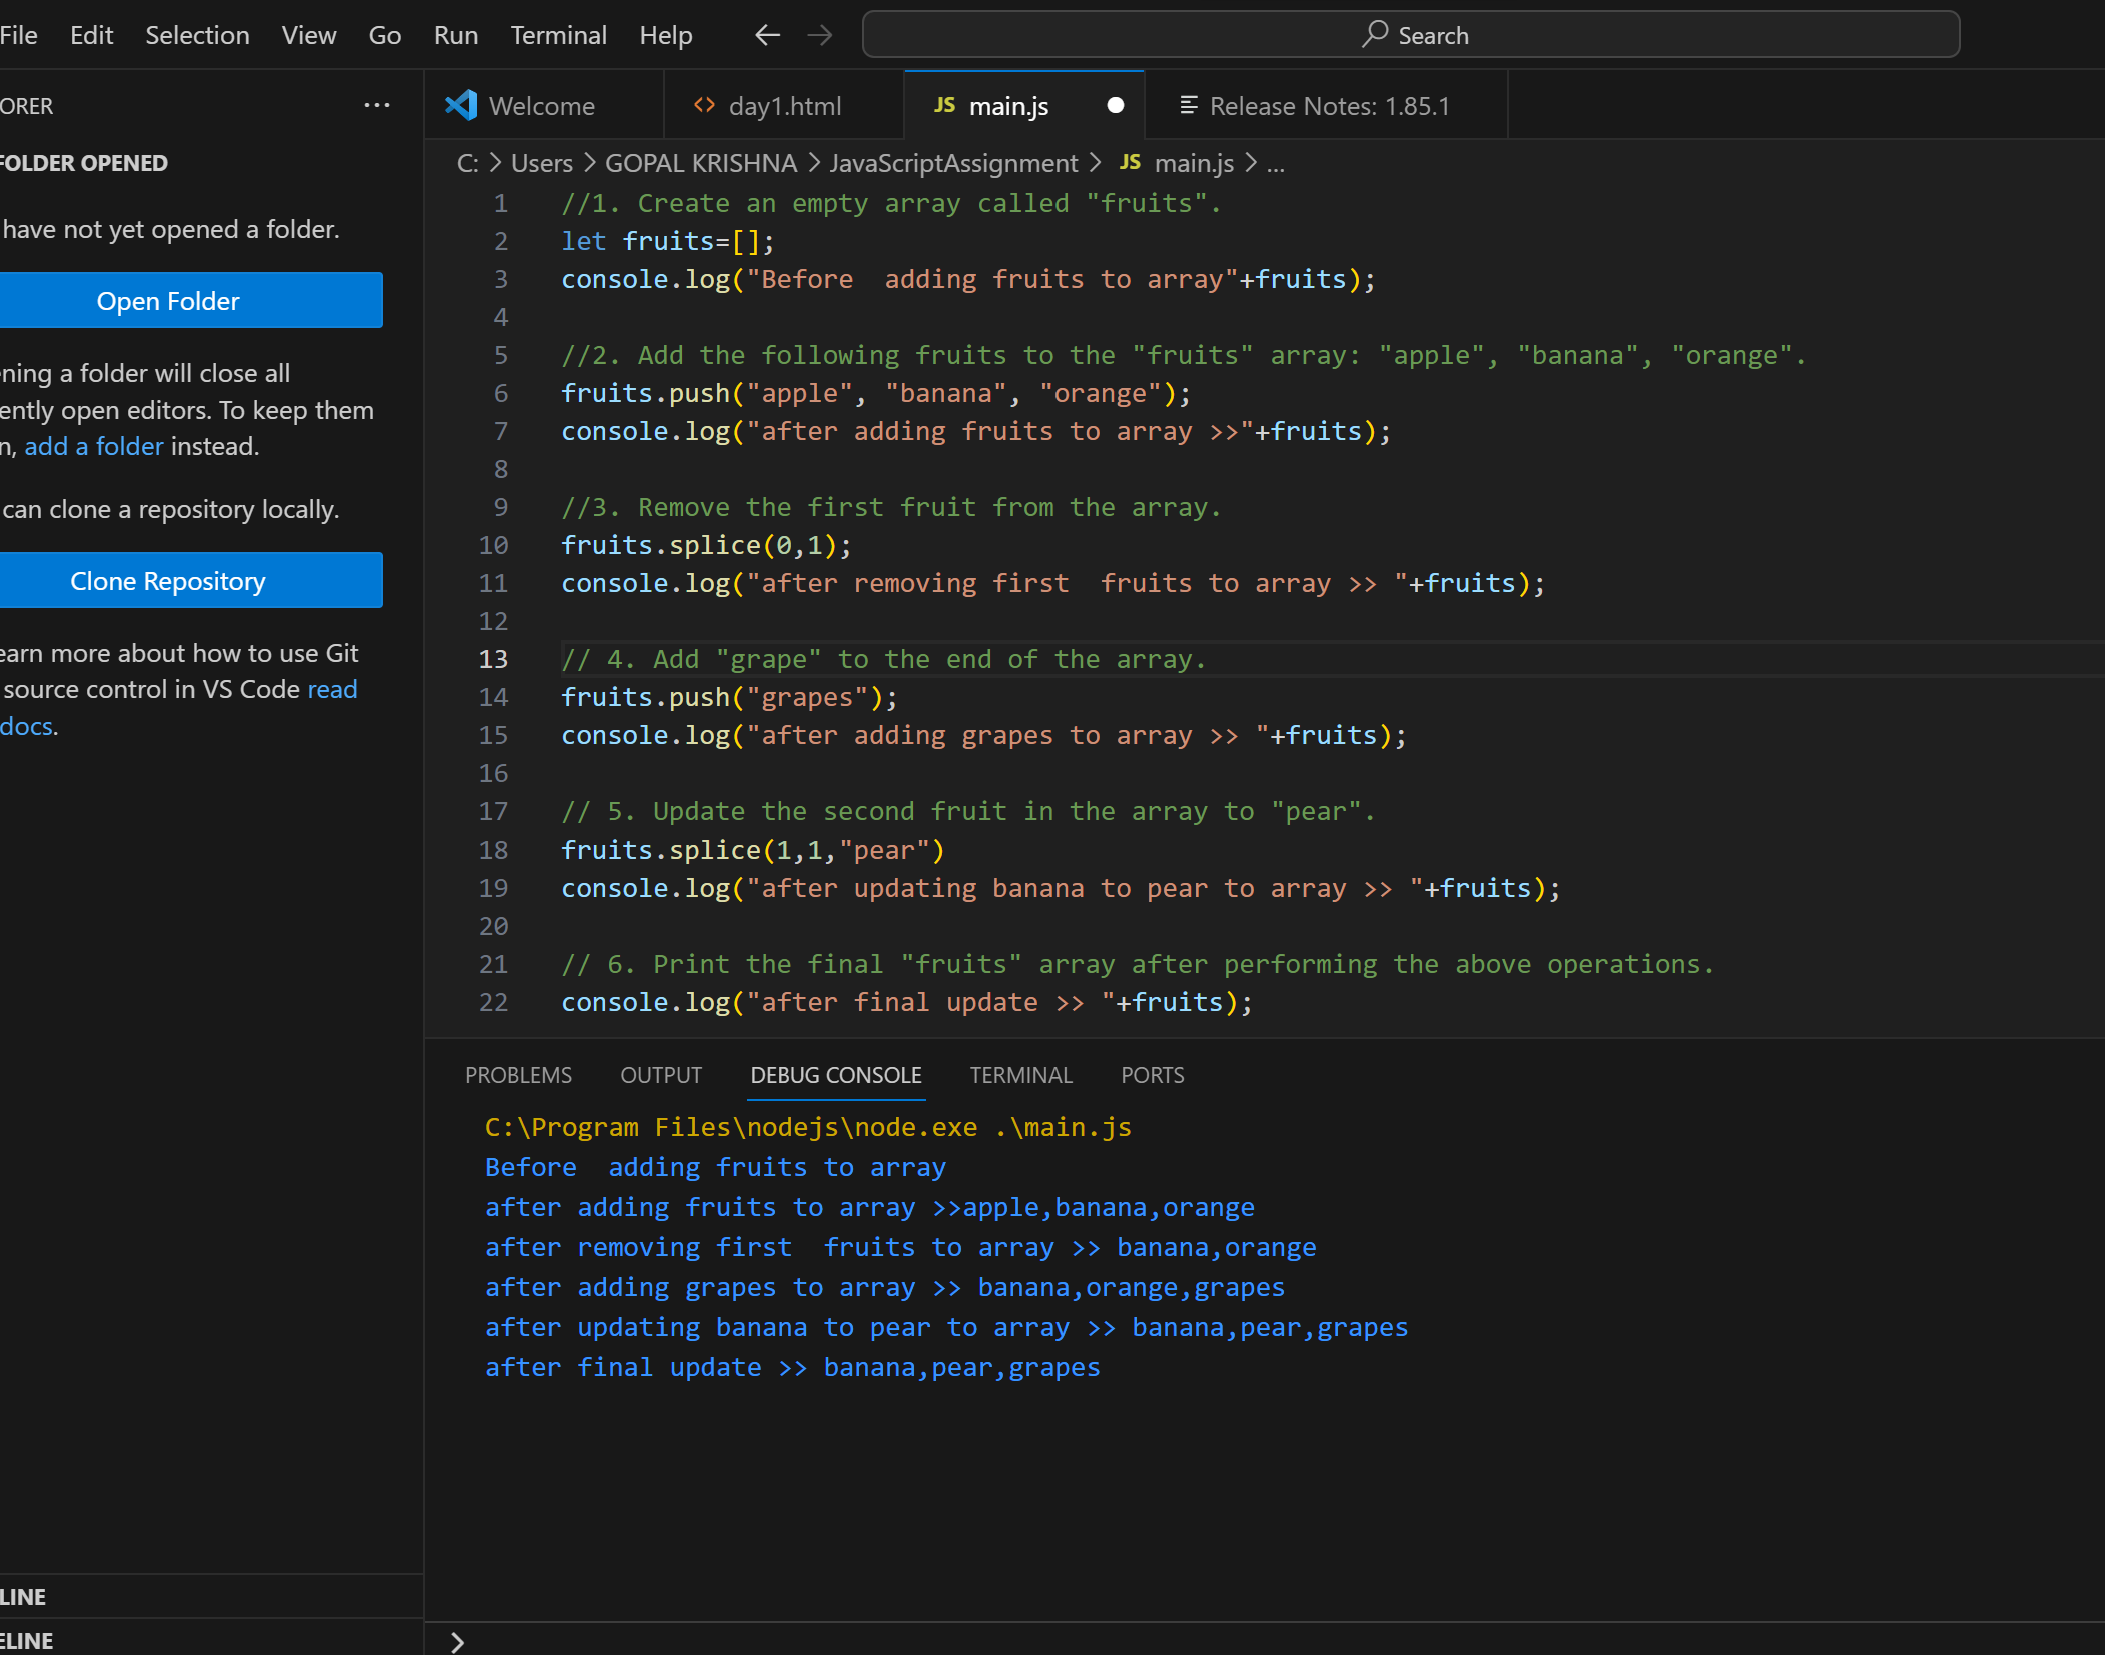 File Edit Selection View Go Run Terminal Help Search
ORER
FOLDER OPENED
have not yet opened a folder.
Open Folder
ening a folder will close all
ently open editors. To keep them
n, add a folder instead.
can clone a repository locally.
Clone Repository
earn more about how to use Git
source control in VS Code read
docs.
LINE
ELINE
Welcome day1.html JS main.js Release Notes: 1.85.1
C: > Users > GOPAL KRISHNA > JavaScriptAssignment > JS main.js > ...
1 //1. Create an empty array called "fruits".
2 let fruits=[];
3 console.log("Before  adding fruits to array"+fruits);
4
5 //2. Add the following fruits to the "fruits" array: "apple", "banana", "orange".
6 fruits.push("apple", "banana", "orange");
7 console.log("after adding fruits to array >>"+fruits);
8
9 //3. Remove the first fruit from the array.
10 fruits.splice(0,1);
11 console.log("after removing first  fruits to array >> "+fruits);
12
13 // 4. Add "grape" to the end of the array.
14 fruits.push("grapes");
15 console.log("after adding grapes to array >> "+fruits);
16
17 // 5. Update the second fruit in the array to "pear".
18 fruits.splice(1,1,"pear")
19 console.log("after updating banana to pear to array >> "+fruits);
20
21 // 6. Print the final "fruits" array after performing the above operations.
22 console.log("after final update >> "+fruits);
PROBLEMS OUTPUT DEBUG CONSOLE TERMINAL PORTS
C:\Program Files\nodejs\node.exe .\main.js
Before  adding fruits to array
after adding fruits to array >>apple,banana,orange
after removing first  fruits to array >> banana,orange
after adding grapes to array >> banana,orange,grapes
after updating banana to pear to array >> banana,pear,grapes
after final update >> banana,pear,grapes